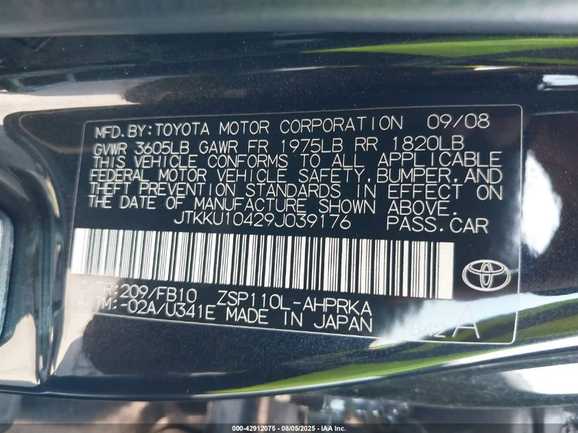 MFD.BY:TOYOTA MOTOR CORPORATION 09/08
GVWR 3605LB GAWR FR 1975LB RR 1820LB
THIS VEHICLE CONFORMS TO ALL APPLICABLE
FEDERAL MOTOR VEHICLE SAFETY,BUMPER,AND
THEFT PREVENTION STANDARDS IN EFFECT ON
THE DATE OF MANUFACTURE SHOWN ABOVE.
JTKKU10429J039176 PASS.CAR
209/FB10 ZSP110L-AHPRKA
-02A/U341E MADE IN JAPAN
000-42912075 - 08/05/2025 - IAA Inc.